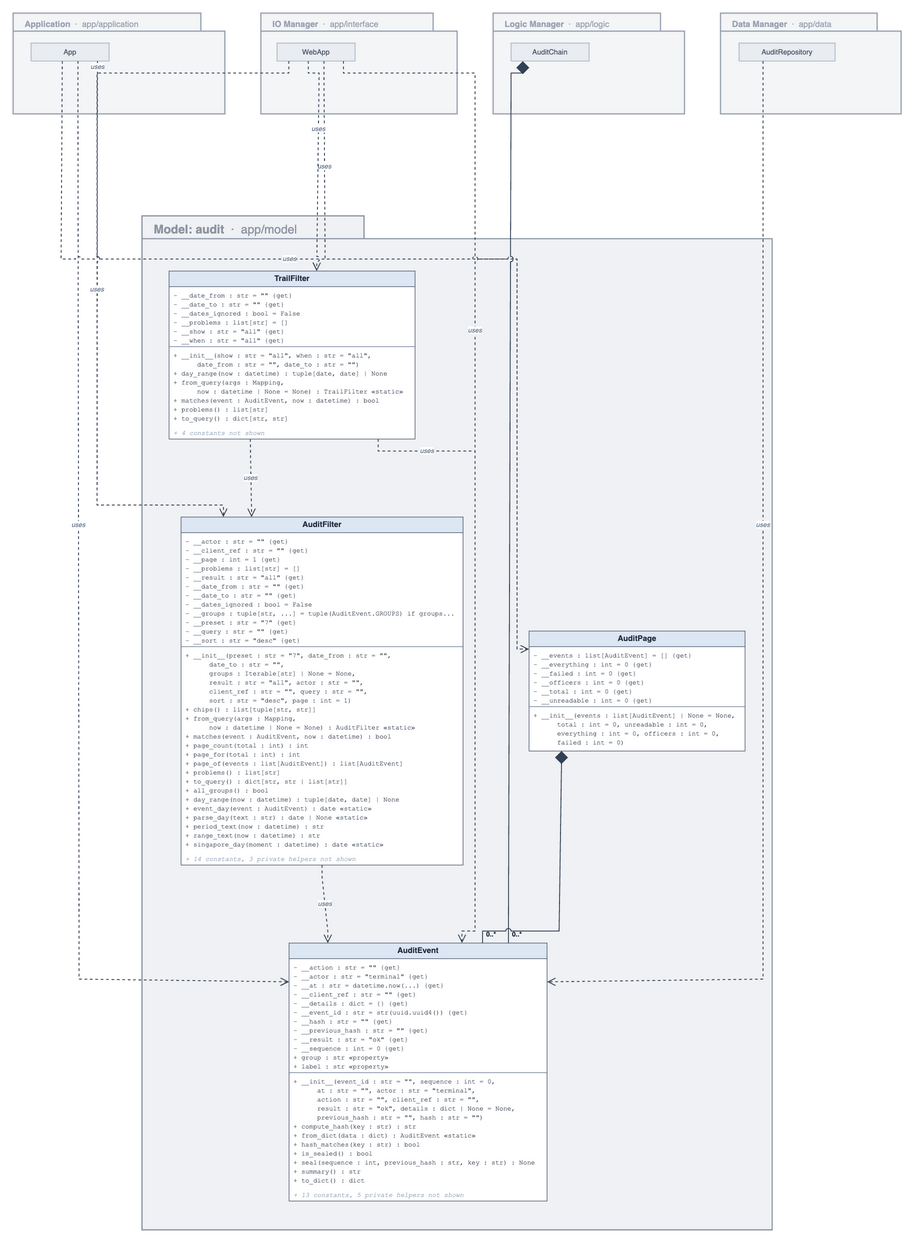 Application · app/application
IO Manager · app/interface
Logic Manager · app/logic
Data Manager · app/data
App
WebApp
AuditChain
AuditRepository
uses
uses
uses
Model: audit · app/model
uses
TrailFilter
- __date_from : str = "" (get)
- __date_to : str = "" (get)
- __dates_ignored : bool = False
- __problems : list[str] = []
- __show : str = "all" (get)
- __when : str = "all" (get)
+ __init__(show : str = "all", when : str = "all",
date_from : str = "", date_to : str = "")
+ day_range(now : datetime) : tuple[date, date] | None
+ from_query(args : Mapping,
now : datetime | None = None) : TrailFilter «static»
+ matches(event : AuditEvent, now : datetime) : bool
+ problems() : list[str]
+ to_query() : dict[str, str]
+ 4 constants not shown
uses
uses
uses
uses
uses
uses
AuditFilter
- __actor : str = "" (get)
- __client_ref : str = "" (get)
- __page : int = 1 (get)
- __problems : list[str] = []
- __result : str = "all" (get)
- __date_from : str = "" (get)
- __date_to : str = "" (get)
- __dates_ignored : bool = False
- __groups : tuple[str, ...] = tuple(AuditEvent.GROUPS) if groups...
- __preset : str = "7" (get)
- __query : str = "" (get)
- __sort : str = "desc" (get)
+ __init__(preset : str = "7", date_from : str = "",
date_to : str = "",
groups : Iterable[str] | None = None,
result : str = "all", actor : str = "",
client_ref : str = "", query : str = "",
sort : str = "desc", page : int = 1)
+ chips() : list[tuple[str, str]]
+ from_query(args : Mapping,
now : datetime | None = None) : AuditFilter «static»
+ matches(event : AuditEvent, now : datetime) : bool
+ page_count(total : int) : int
+ page_for(total : int) : int
+ page_of(events : list[AuditEvent]) : list[AuditEvent]
+ problems() : list[str]
+ to_query() : dict[str, str | list[str]]
+ all_groups() : bool
+ day_range(now : datetime) : tuple[date, date] | None
+ event_day(event : AuditEvent) : date «static»
+ parse_day(text : str) : date | None «static»
+ period_text(now : datetime) : str
+ range_text(now : datetime) : str
+ singapore_day(moment : datetime) : date «static»
+ 14 constants, 3 private helpers not shown
AuditPage
- __events : list[AuditEvent] = [] (get)
- __everything : int = 0 (get)
- __failed : int = 0 (get)
- __officers : int = 0 (get)
- __total : int = 0 (get)
- __unreadable : int = 0 (get)
+ __init__(events : list[AuditEvent] | None = None,
total : int = 0, unreadable : int = 0,
everything : int = 0, officers : int = 0,
failed : int = 0)
uses
0..*
0..*
AuditEvent
- __action : str = "" (get)
- __actor : str = "terminal" (get)
- __at : str = datetime.now(...) (get)
- __client_ref : str = "" (get)
- __details : dict = {} (get)
- __event_id : str = str(uuid.uuid4()) (get)
- __hash : str = "" (get)
- __previous_hash : str = "" (get)
- __result : str = "ok" (get)
- __sequence : int = 0 (get)
+ group : str «property»
+ label : str «property»
+ __init__(event_id : str = "", sequence : int = 0,
at : str = "", actor : str = "terminal",
action : str = "", client_ref : str = "",
result : str = "ok", details : dict | None = None,
previous_hash : str = "", hash : str = "")
+ compute_hash(key : str) : str
+ from_dict(data : dict) : AuditEvent «static»
+ hash_matches(key : str) : bool
+ is_sealed() : bool
+ seal(sequence : int, previous_hash : str, key : str) : None
+ summary() : str
+ to_dict() : dict
+ 13 constants, 5 private helpers not shown